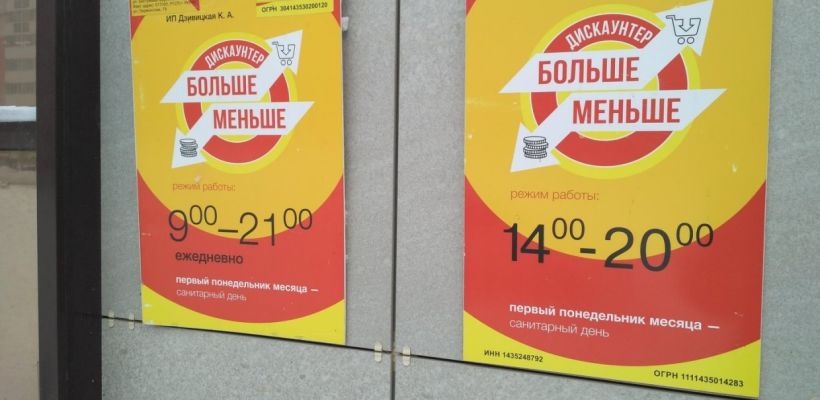 ИП Дзивицкая К. А.
ОГРН 304143530200120
ДИСКАУНТЕР
БОЛЬШЕ
МЕНЬШЕ
режим работы:
9⁰⁰–21⁰⁰
ежедневно
первый понедельник месяца —
санитарный день
ДИСКАУНТЕР
БОЛЬШЕ
МЕНЬШЕ
режим работы:
14⁰⁰-20⁰⁰
первый понедельник месяца —
санитарный день
ИНН 1435248792
ОГРН 1111435014283